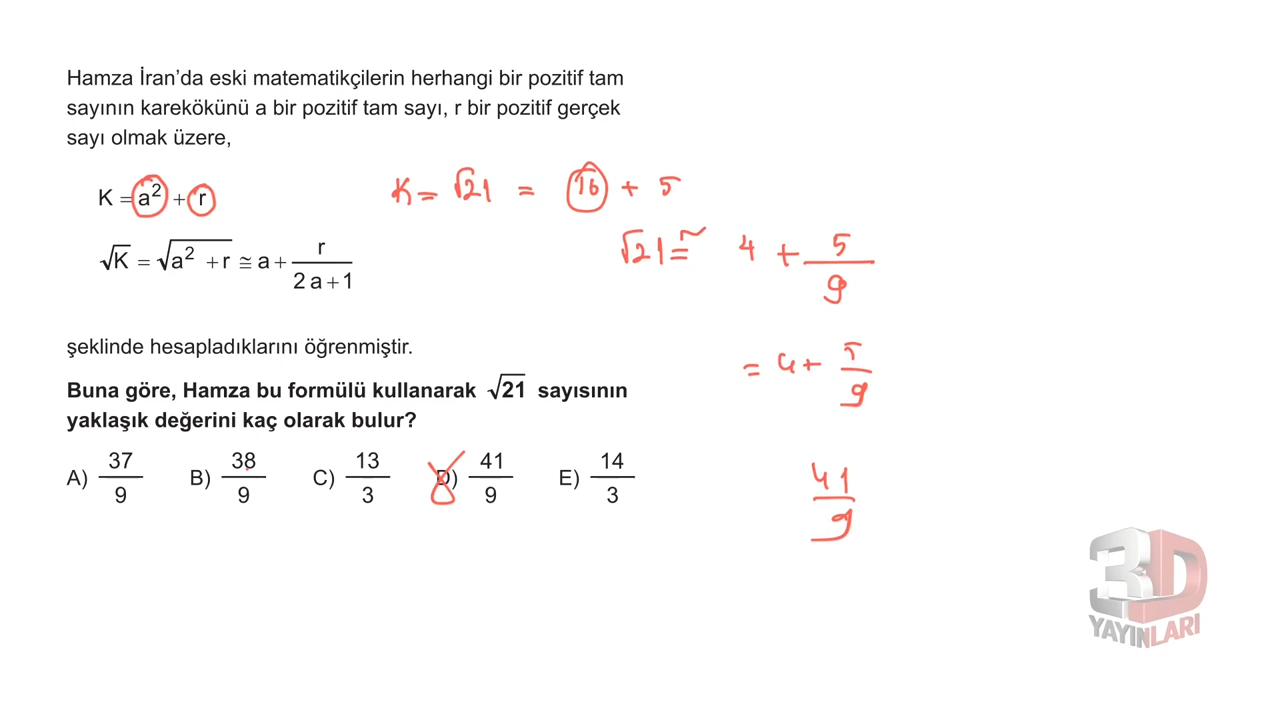 Hamza İran'da eski matematikçilerin herhangi bir pozitif tam
sayının karekökünü a bir pozitif tam sayı, r bir pozitif gerçek
sayı olmak üzere,
K = a² + r
K = √21 = 16 + 5
√K = √(a² + r) ≅ a + r/(2a+1)
√21 ≅ 4 + 5/9
= 4 + 5/9
şeklinde hesapladıklarını öğrenmiştir.
Buna göre, Hamza bu formülü kullanarak √21 sayısının
yaklaşık değerini kaç olarak bulur?
A) 37/9 B) 38/9 C) 13/3 D) 41/9 E) 14/3
41/9
3D
YAYINLARI